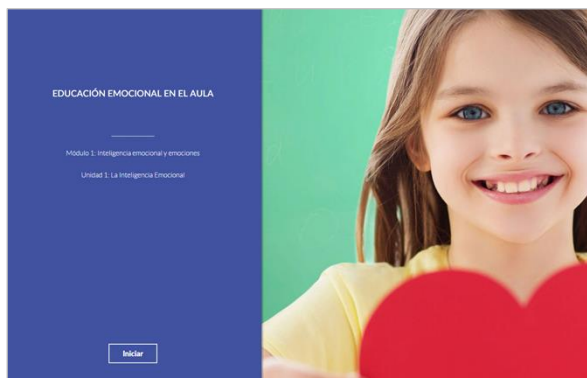 EDUCACIÓN EMOCIONAL EN EL AULA
Módulo 1: Inteligencia emocional y emociones
Unidad 1: La Inteligencia Emocional
Iniciar